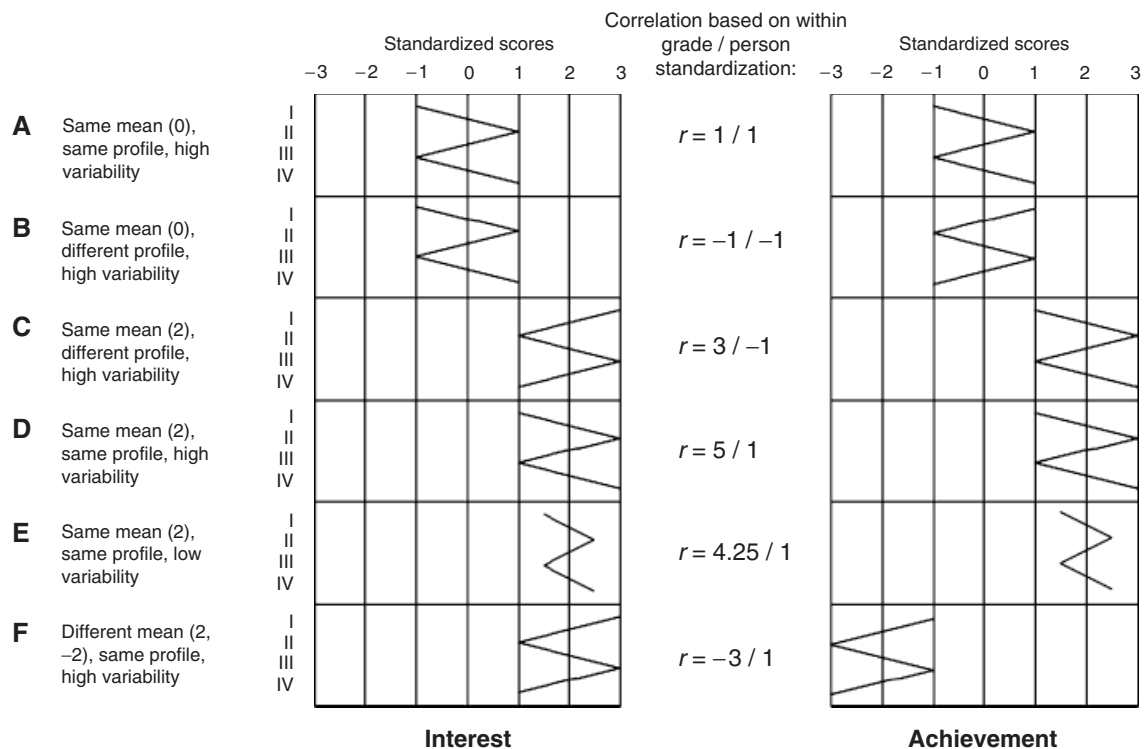 Correlation based on within
Standardized scores grade / person Standardized scores
standardization:
−3 −2 −1 0 1 2 3 −3 −2 −1 0 1 2 3
A Same mean (0),
same profile, high
variability
I
II
III
IV
r = 1 / 1
B Same mean (0),
different profile,
high variability
I
II
III
IV
r = −1 / −1
C Same mean (2),
different profile,
high variability
I
II
III
IV
r = 3 / −1
D Same mean (2),
same profile, high
variability
I
II
III
IV
r = 5 / 1
E Same mean (2),
same profile, low
variability
I
II
III
IV
r = 4.25 / 1
F Different mean (2,
−2), same profile,
high variability
I
II
III
IV
r = −3 / 1
Interest Achievement